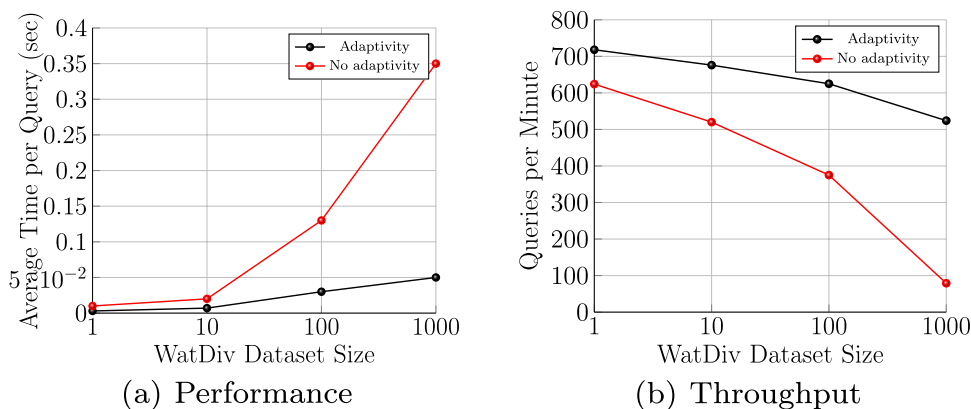 0.4
0.35
0.3
0.25
0.2
0.15
0.1
5 · 10−2
0
Average Time per Query (sec)
Adaptivity
No adaptivity
1 10 100 1000
WatDiv Dataset Size
(a) Performance
800
700
600
500
400
300
200
100
0
Queries per Minute
Adaptivity
No adaptivity
1 10 100 1000
WatDiv Dataset Size
(b) Throughput